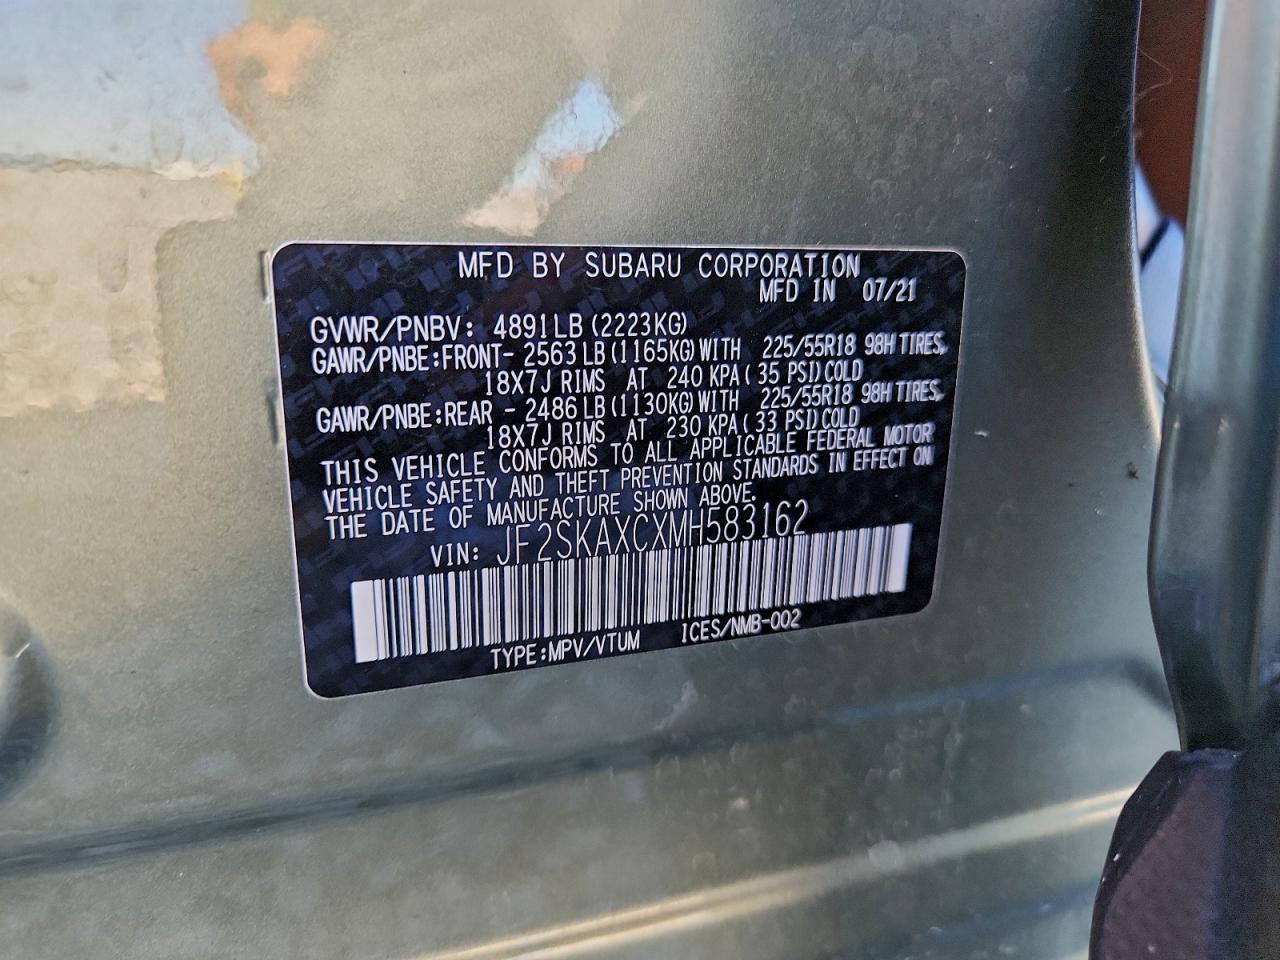 MFD BY SUBARU CORPORATION
MFD IN 07/21
GVWR/PNBV: 4891LB (2223KG)
GAWR/PNBE:FRONT- 2563 LB (1165KG) WITH 225/55R18 98H TIRES,
18X7J RIMS AT 240 KPA ( 35 PSI) COLD
GAWR/PNBE:REAR - 2486 LB (1130KG) WITH 225/55R18 98H TIRES,
18X7J RIMS AT 230 KPA ( 33 PSI) COLD
THIS VEHICLE CONFORMS TO ALL APPLICABLE FEDERAL MOTOR
VEHICLE SAFETY AND THEFT PREVENTION STANDARDS IN EFFECT ON
THE DATE OF MANUFACTURE SHOWN ABOVE.
VIN: JF2SKAXCXMH583162
TYPE:MPV/VTUM ICES/NMB-002